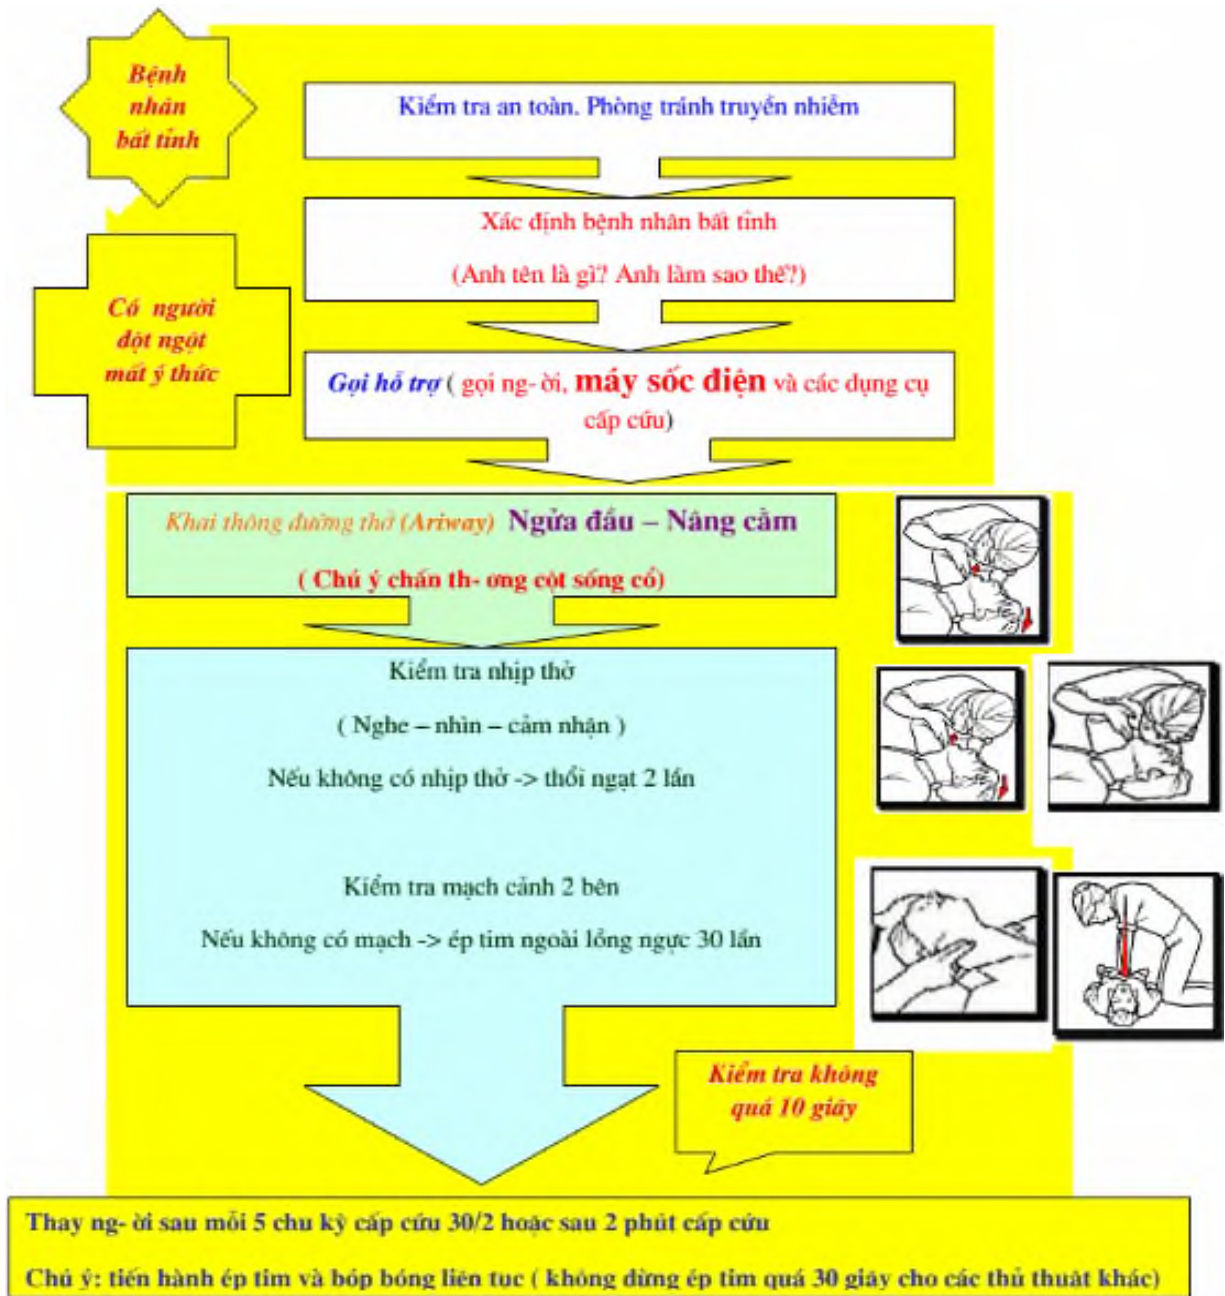 Bệnh
nhân
bất tỉnh
Kiểm tra an toàn. Phòng tránh truyền nhiễm
Xác định bệnh nhân bất tỉnh
(Anh tên là gì? Anh làm sao thế?)
Có người
đột ngột
mất ý thức
Gọi hỗ trợ ( gọi ng- ời, máy sốc điện và các dụng cụ
cấp cứu)
Khai thông đường thở (Ariway) Ngửa đầu – Nâng cằm
( Chú ý chấn th- ơng cột sống cổ)
Kiểm tra nhịp thở
( Nghe – nhìn – cảm nhận )
Nếu không có nhịp thở -> thổi ngạt 2 lần
Kiểm tra mạch cảnh 2 bên
Nếu không có mạch -> ép tim ngoài lồng ngực 30 lần
Kiểm tra không
quá 10 giây
Thay ng- ời sau mỗi 5 chu kỳ cấp cứu 30/2 hoặc sau 2 phút cấp cứu
Chú ý: tiến hành ép tim và bóp bóng liên tục ( không dừng ép tim quá 30 giây cho các thủ thuật khác)